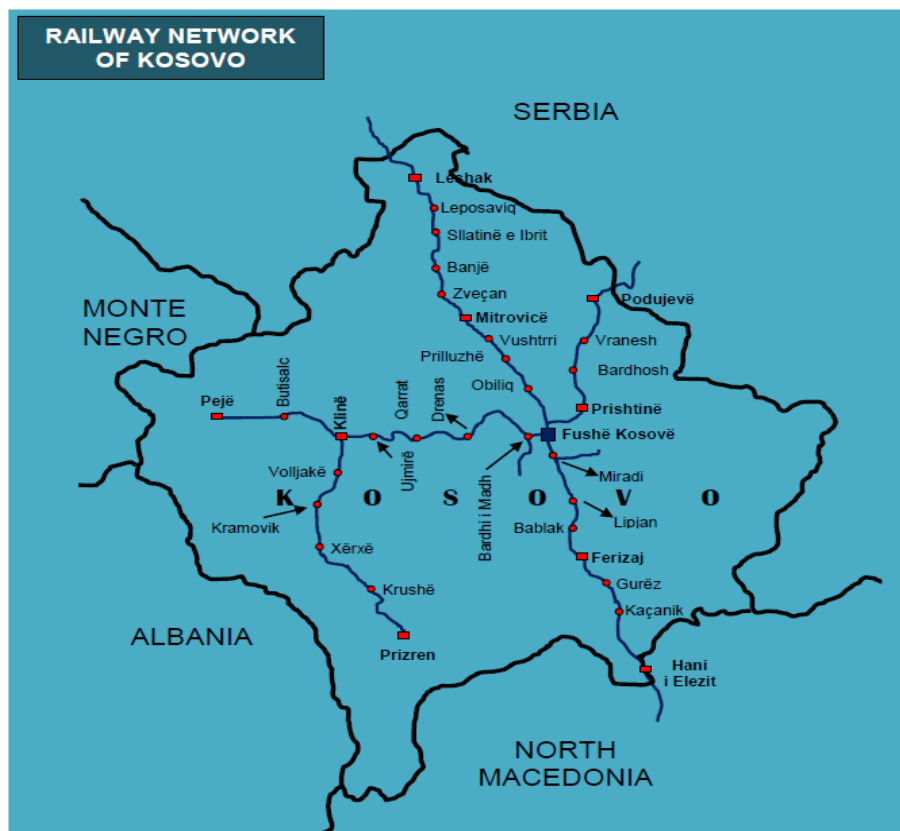 RAILWAY NETWORK
OF KOSOVO
SERBIA
Leshak
Leposaviq
Sllatinë e Ibrit
Banjë
Zveçan
MONTE
NEGRO
Podujevë
Mitrovicë
Vushtrri
Vranesh
Prilluzhë
Bardhosh
Obiliq
Butisalc
Pejë
Klinë
Qarrat
Drenas
Prishtinë
Fushë Kosovë
Ujmirë
Bardhi i Madh
Miradi
Volljakë
K O S O V O
Kramovik
Lipjan
Bablak
Xërxë
Ferizaj
Krushë
Gurëz
Kaçanik
ALBANIA
Prizren
Hani
i Elezit
NORTH
MACEDONIA